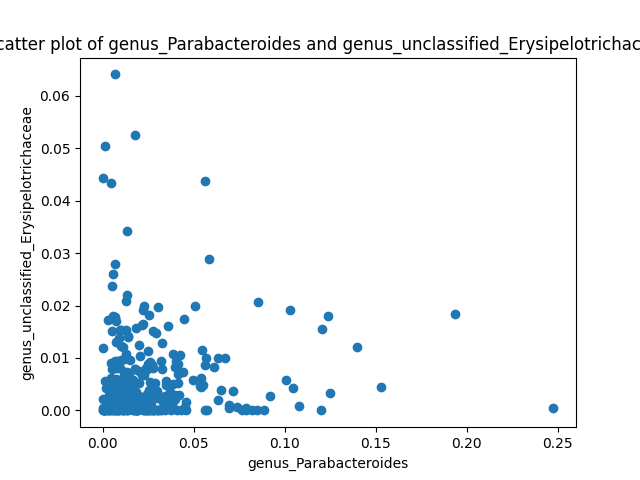 catter plot of genus_Parabacteroides and genus_unclassified_Erysipelotrichac
0.06
0.05
0.04
0.03
0.02
0.01
0.00
genus_unclassified_Erysipelotrichaceae
0.00 0.05 0.10 0.15 0.20 0.25
genus_Parabacteroides